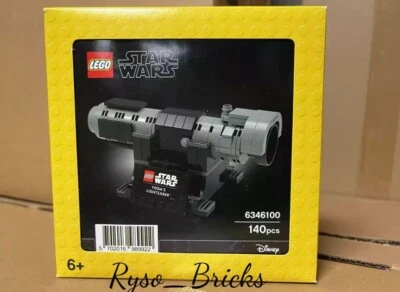 LEGO
STAR
WARS
LEGO
STAR
WARS
YODA'S
LIGHTSABER
6346100
140pcs
5 702016 989922
Disney
6+
Ryso_Bricks